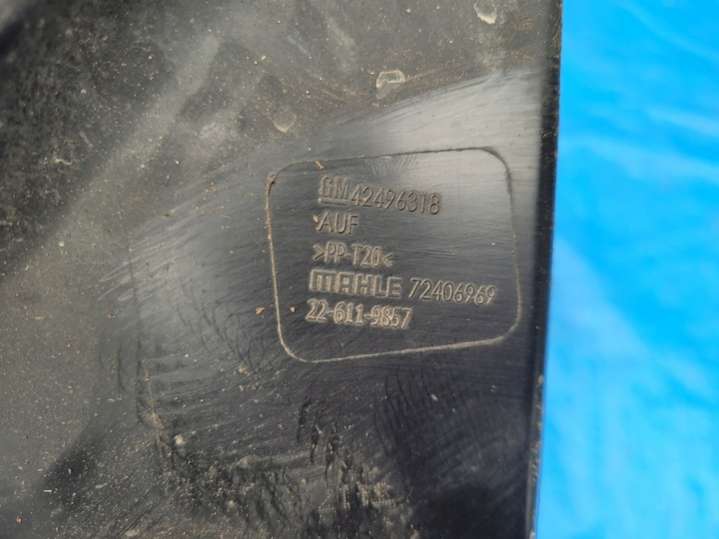 GM 42496318
AUF
>PP-T20<
MAHLE 72406969
22-611-9857